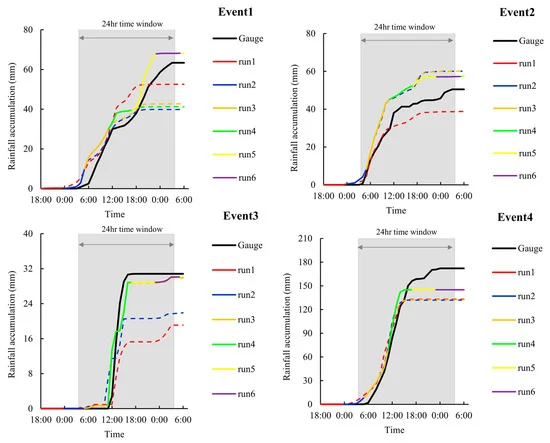 Event1
24hr time window
80
60
40
20
0
Rainfall accumulation (mm)
18:00 0:00 6:00 12:00 18:00 0:00 6:00
Time
Gauge
run1
run2
run3
run4
run5
run6
Event2
24hr time window
80
60
40
20
0
Rainfall accumulation (mm)
18:00 0:00 6:00 12:00 18:00 0:00 6:00
Time
Gauge
run1
run2
run3
run4
run5
run6
Event3
24hr time window
40
32
24
16
8
0
Rainfall accumulation (mm)
18:00 0:00 6:00 12:00 18:00 0:00 6:00
Time
Gauge
run1
run2
run3
run4
run5
run6
Event4
24hr time window
210
180
150
120
90
60
30
0
Rainfall accumulation (mm)
18:00 0:00 6:00 12:00 18:00 0:00 6:00
Time
Gauge
run1
run2
run3
run4
run5
run6